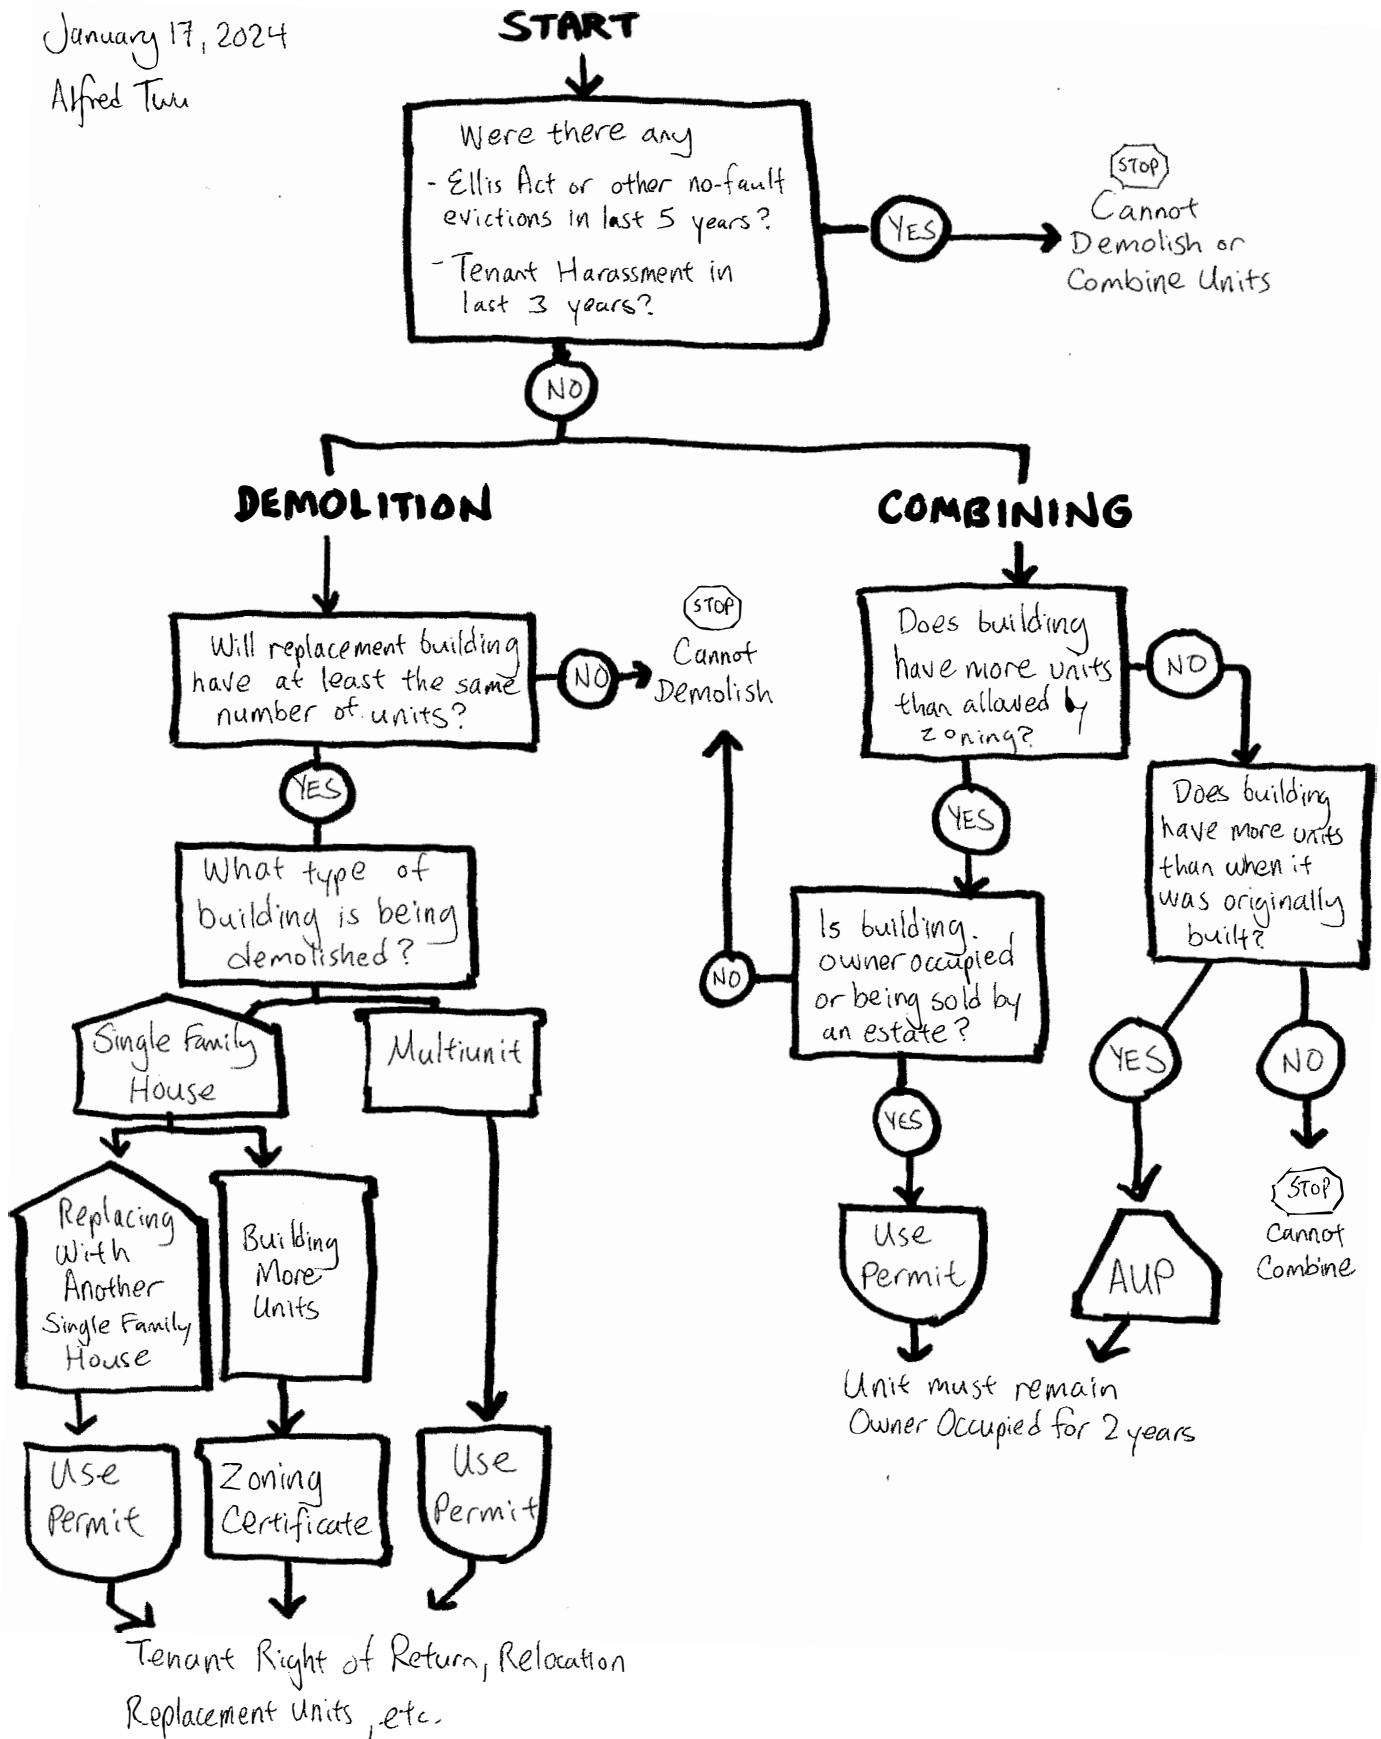 January 17, 2024
Alfred Twu
START
Were there any
- Ellis Act or other no-fault
evictions in last 5 years?
- Tenant Harassment in
last 3 years?
YES
STOP
Cannot
Demolish or
Combine Units
NO
DEMOLITION
Will replacement building
have at least the same
number of units?
NO
STOP
Cannot
Demolish
YES
What type of
building is being
demolished?
Single Family
House
Multiunit
Replacing
With
Another
Single Family
House
Building
More
Units
Use
Permit
Zoning
Certificate
Use
Permit
Tenant Right of Return, Relocation
Replacement Units, etc.
COMBINING
Does building
have more units
than allowed by
zoning?
NO
YES
Is building
owner occupied
or being sold by
an estate?
NO
YES
Use
Permit
Does building
have more units
than when it
was originally
built?
YES
NO
AUP
STOP
Cannot
Combine
Unit must remain
Owner Occupied for 2 years